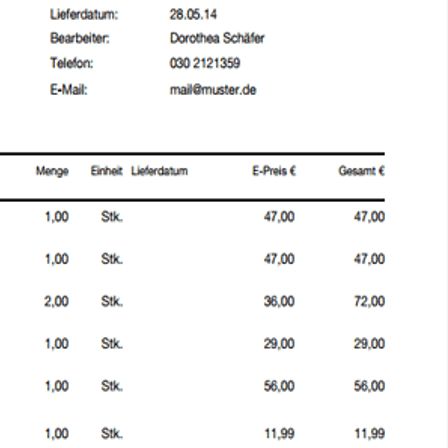 Lieferdatum: 28.05.14
Bearbeiter: Dorothea Schäfer
Telefon: 030 2121359
E-Mail: mail@muster.de
Menge Einheit Lieferdatum E-Preis € Gesamt €
1,00 Stk. 47,00 47,00
1,00 Stk. 47,00 47,00
2,00 Stk. 36,00 72,00
1,00 Stk. 29,00 29,00
1,00 Stk. 56,00 56,00
1,00 Stk. 11,99 11,99